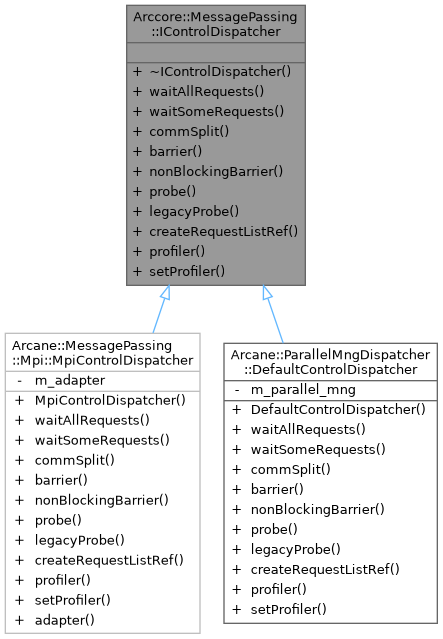 Arccore::MessagePassing
::IControlDispatcher
+ ~IControlDispatcher()
+ waitAllRequests()
+ waitSomeRequests()
+ commSplit()
+ barrier()
+ nonBlockingBarrier()
+ probe()
+ legacyProbe()
+ createRequestListRef()
+ profiler()
+ setProfiler()
Arcane::MessagePassing
::Mpi::MpiControlDispatcher
- m_adapter
+ MpiControlDispatcher()
+ waitAllRequests()
+ waitSomeRequests()
+ commSplit()
+ barrier()
+ nonBlockingBarrier()
+ probe()
+ legacyProbe()
+ createRequestListRef()
+ profiler()
+ setProfiler()
+ adapter()
Arcane::ParallelMngDispatcher
::DefaultControlDispatcher
- m_parallel_mng
+ DefaultControlDispatcher()
+ waitAllRequests()
+ waitSomeRequests()
+ commSplit()
+ barrier()
+ nonBlockingBarrier()
+ probe()
+ legacyProbe()
+ createRequestListRef()
+ profiler()
+ setProfiler()